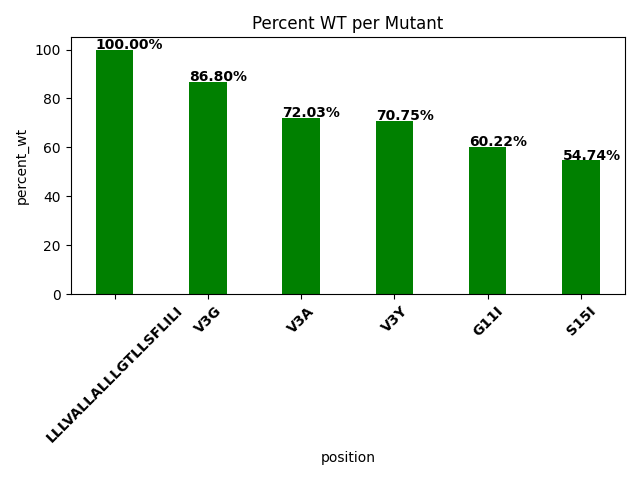 Percent WT per Mutant
percent_wt
100
80
60
40
20
0
100.00%
86.80%
72.03%
70.75%
60.22%
54.74%
LLLVALLALLLGTLLSFLILI
V3G
V3A
V3Y
G11I
S15I
position